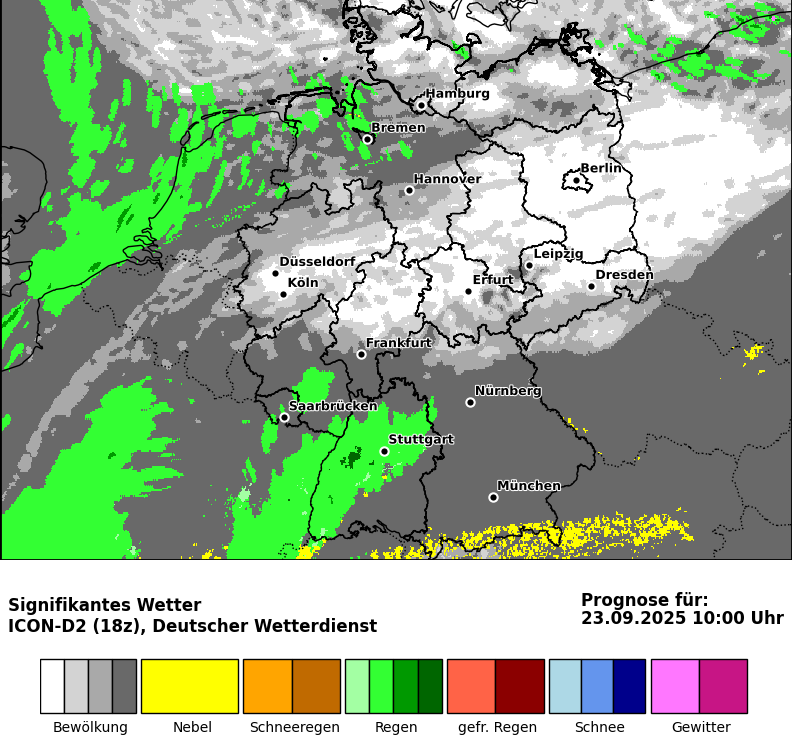 Hamburg
Bremen
Berlin
Hannover
Leipzig
Düsseldorf
Dresden
Köln
Erfurt
Frankfurt
Nürnberg
Saarbrücken
Stuttgart
München
Signifikantes Wetter
ICON-D2 (18z), Deutscher Wetterdienst
Prognose für:
23.09.2025 10:00 Uhr
Bewölkung
Nebel
Schneeregen
Regen
gefr. Regen
Schnee
Gewitter